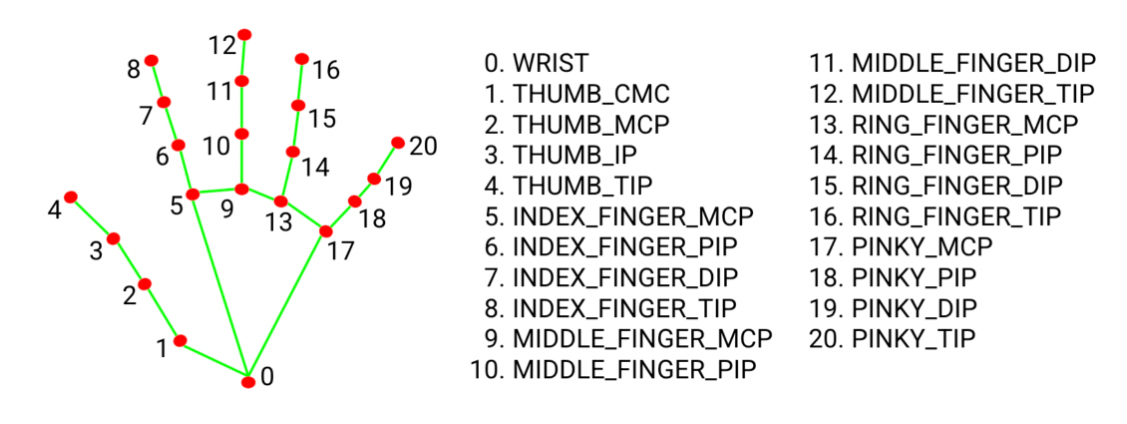 12
8
16
11
7
15
10
6
14
20
19
5
9
13
18
4
17
3
2
1
0
0. WRIST
1. THUMB_CMC
2. THUMB_MCP
3. THUMB_IP
4. THUMB_TIP
5. INDEX_FINGER_MCP
6. INDEX_FINGER_PIP
7. INDEX_FINGER_DIP
8. INDEX_FINGER_TIP
9. MIDDLE_FINGER_MCP
10. MIDDLE_FINGER_PIP
11. MIDDLE_FINGER_DIP
12. MIDDLE_FINGER_TIP
13. RING_FINGER_MCP
14. RING_FINGER_PIP
15. RING_FINGER_DIP
16. RING_FINGER_TIP
17. PINKY_MCP
18. PINKY_PIP
19. PINKY_DIP
20. PINKY_TIP